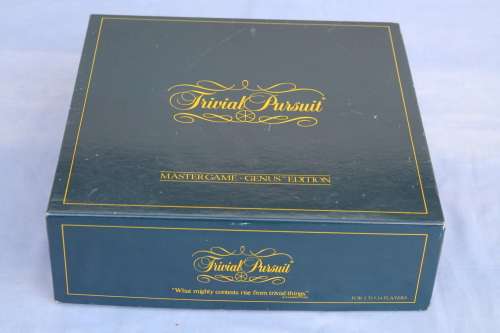 Trivial Pursuit
MASTER GAME - GENUS™ EDITION
Trivial Pursuit
"What mighty contests rise from trivial things."
FOR 2 TO 24 PLAYERS